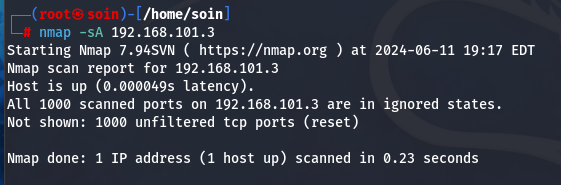 ┌──(root㉿soin)-[/home/soin]
└─# nmap -sA 192.168.101.3
Starting Nmap 7.94SVN ( https://nmap.org ) at 2024-06-11 19:17 EDT
Nmap scan report for 192.168.101.3
Host is up (0.000049s latency).
All 1000 scanned ports on 192.168.101.3 are in ignored states.
Not shown: 1000 unfiltered tcp ports (reset)
Nmap done: 1 IP address (1 host up) scanned in 0.23 seconds